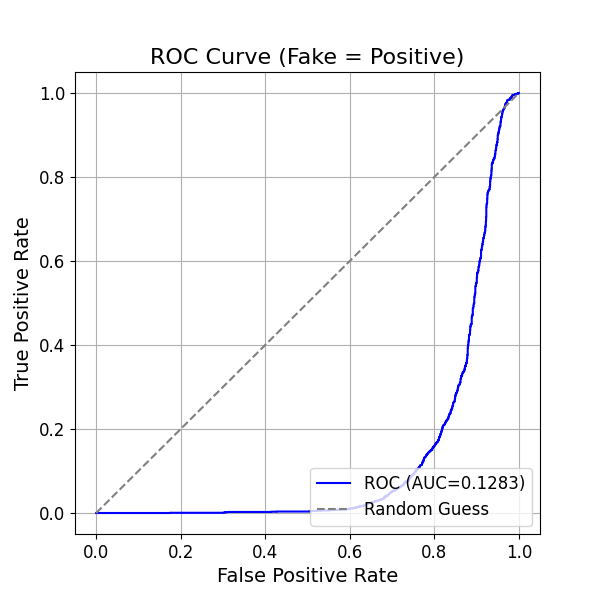 ROC Curve (Fake = Positive)
1.0
0.8
0.6
0.4
0.2
0.0
True Positive Rate
ROC (AUC=0.1283)
Random Guess
0.0 0.2 0.4 0.6 0.8 1.0
False Positive Rate